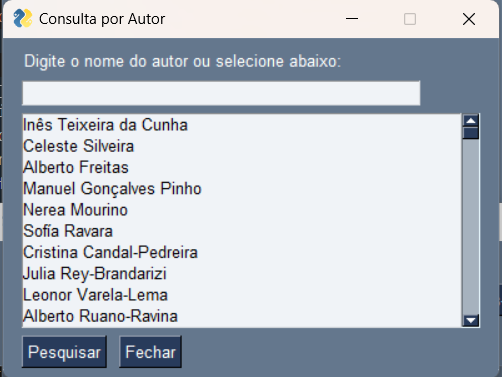 Consulta por Autor
Digite o nome do autor ou selecione abaixo:
Inês Teixeira da Cunha
Celeste Silveira
Alberto Freitas
Manuel Gonçalves Pinho
Nerea Mourino
Sofía Ravara
Cristina Candal-Pedreira
Julia Rey-Brandarizi
Leonor Varela-Lema
Alberto Ruano-Ravina
Pesquisar Fechar